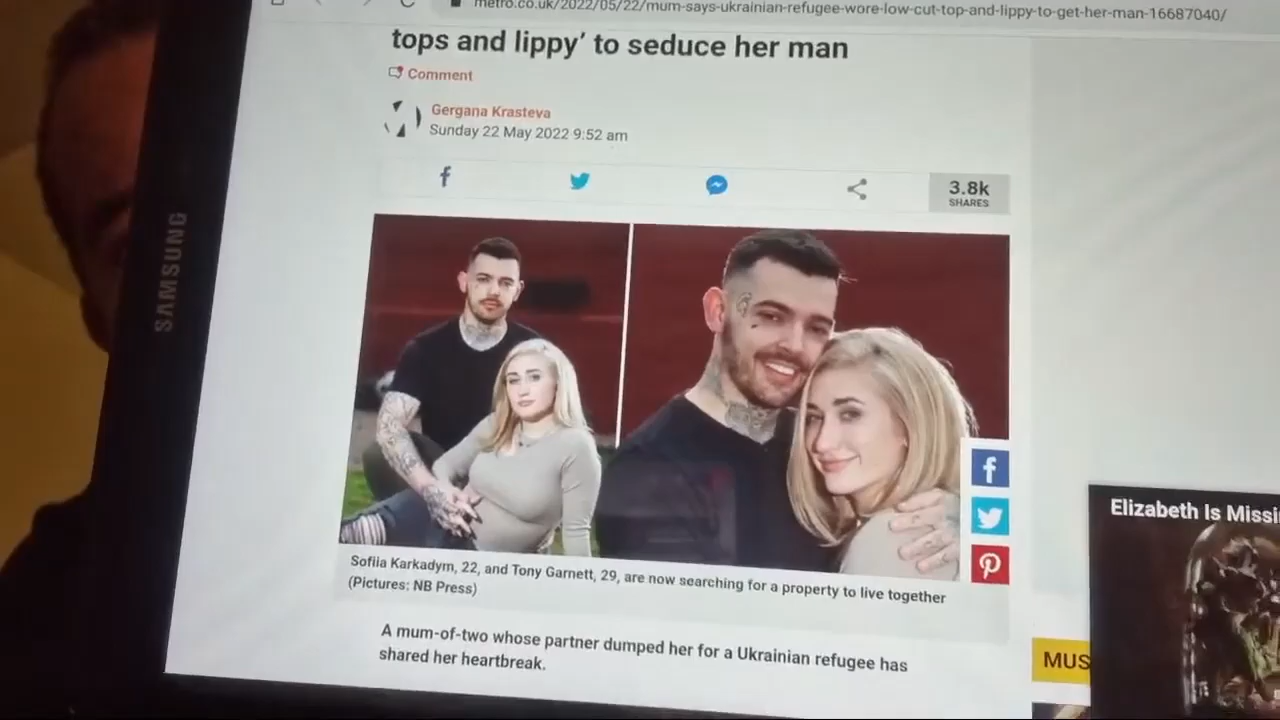 metro.co.uk/2022/05/22/mum-says-ukrainian-refugee-wore-low-cut-top-and-lippy-to-get-her-man-16687040/
tops and lippy' to seduce her man
Comment
Gergana Krasteva
Sunday 22 May 2022 9:52 am
f
3.8k
SHARES
SAMSUNG
f
Elizabeth Is Missi
Sofiia Karkadym, 22, and Tony Garnett, 29, are now searching for a property to live together
(Pictures: NB Press)
A mum-of-two whose partner dumped her for a Ukrainian refugee has
shared her heartbreak.
MUS